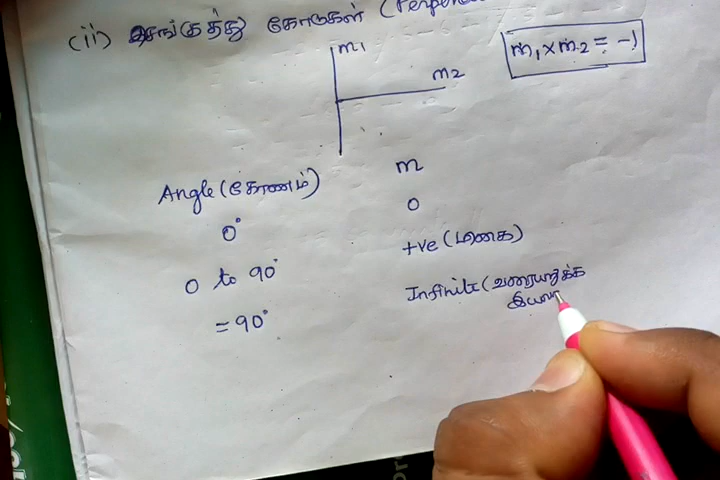 (ii) செங்குத்து கோடுகள் (Perpen
m1
m2
m1 x m2 = -1
Angle (கோணம்) m
0° 0
0 to 90° +ve (மிகை)
= 90° Infinite (வரையறுக்க
இயலா